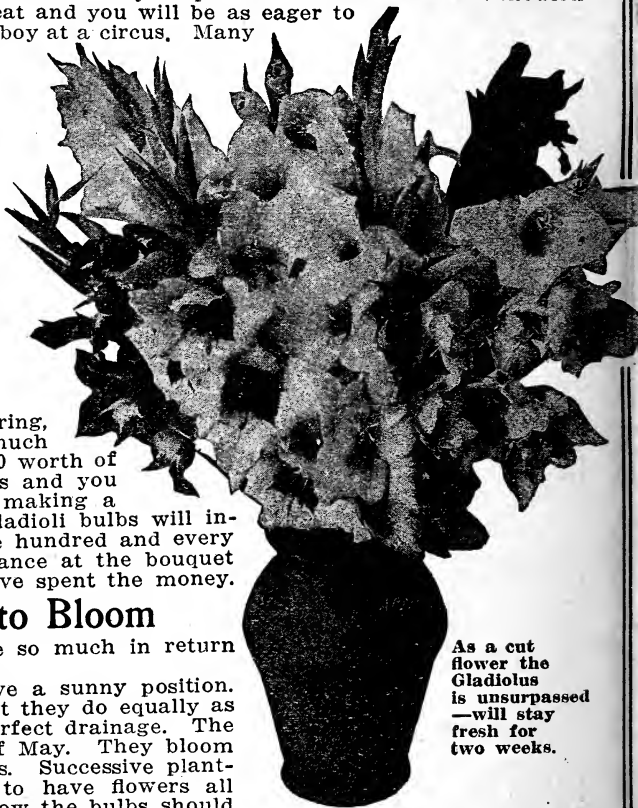 eat and you will be as eager to
boy at a circus. Many
ring,
much
0 worth of
s and you
making a
ladioli bulbs will in-
e hundred and every
ance at the bouquet
ve spent the money.
to Bloom
e so much in return
ve a sunny position.
t they do equally as
rfect drainage. The
f May. They bloom
s. Successive plant-
to have flowers all
ow the bulbs should
As a cut
flower the
Gladiolus
is unsurpassed
—will stay
fresh for
two weeks.